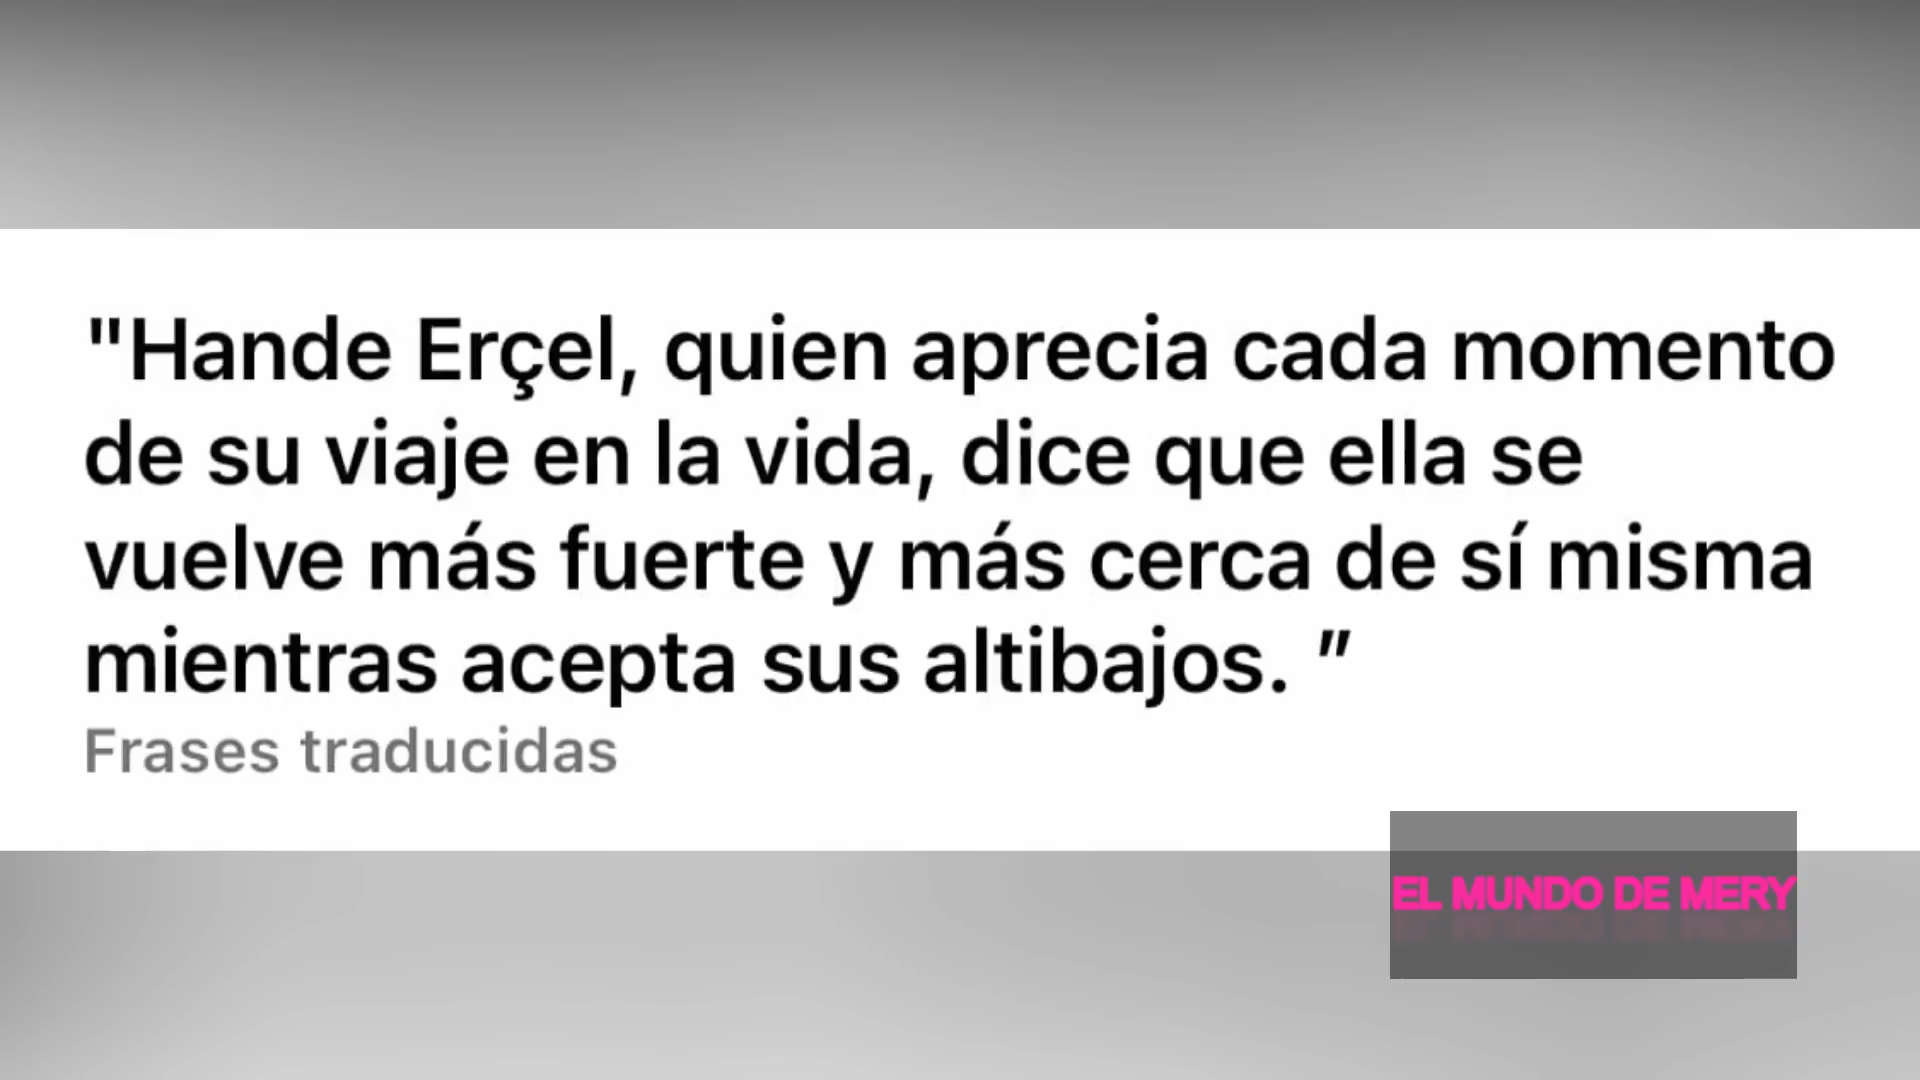 "Hande Erçel, quien aprecia cada momento
de su viaje en la vida, dice que ella se
vuelve más fuerte y más cerca de sí misma
mientras acepta sus altibajos. ”
Frases traducidas
EL MUNDO DE MERY